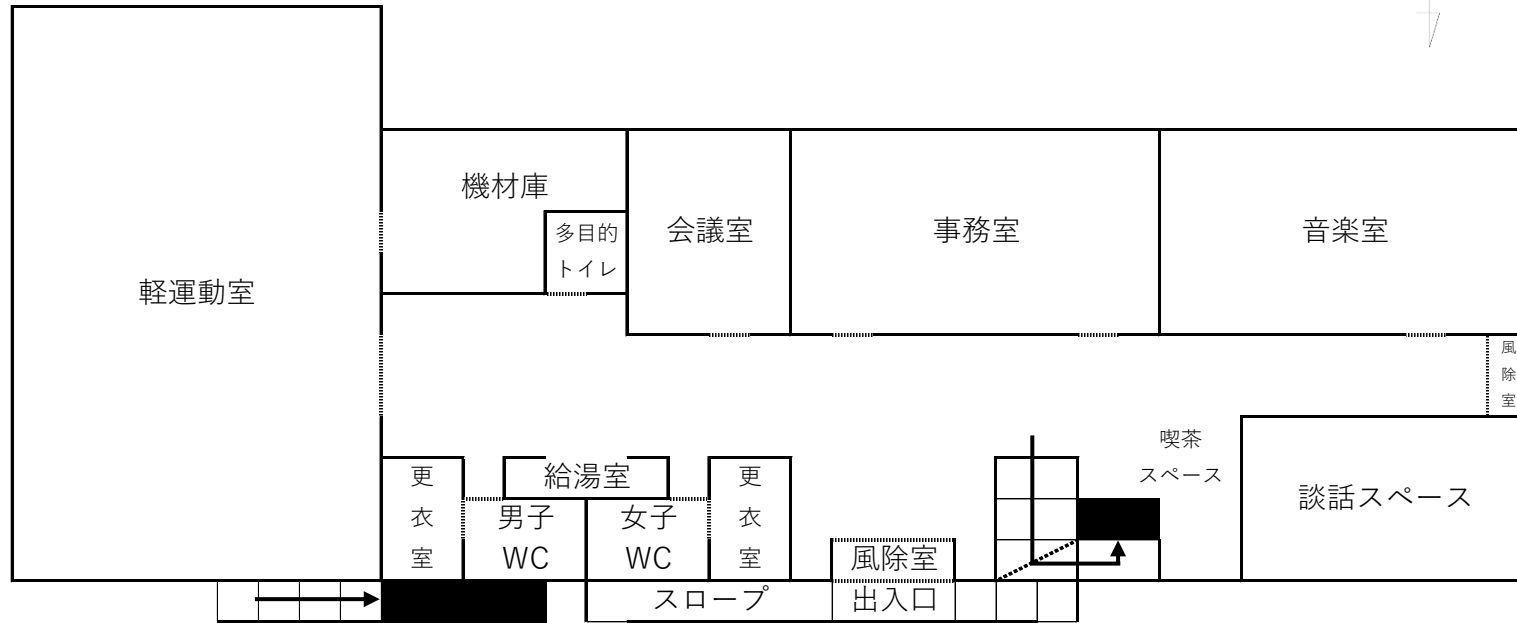 軽運動室
機材庫
多目的
トイレ
会議室
事務室
音楽室
風
除
室
喫茶
スペース
談話スペース
更
衣
室
給湯室
男子
WC
女子
WC
更
衣
室
風除室
スロープ
出入口